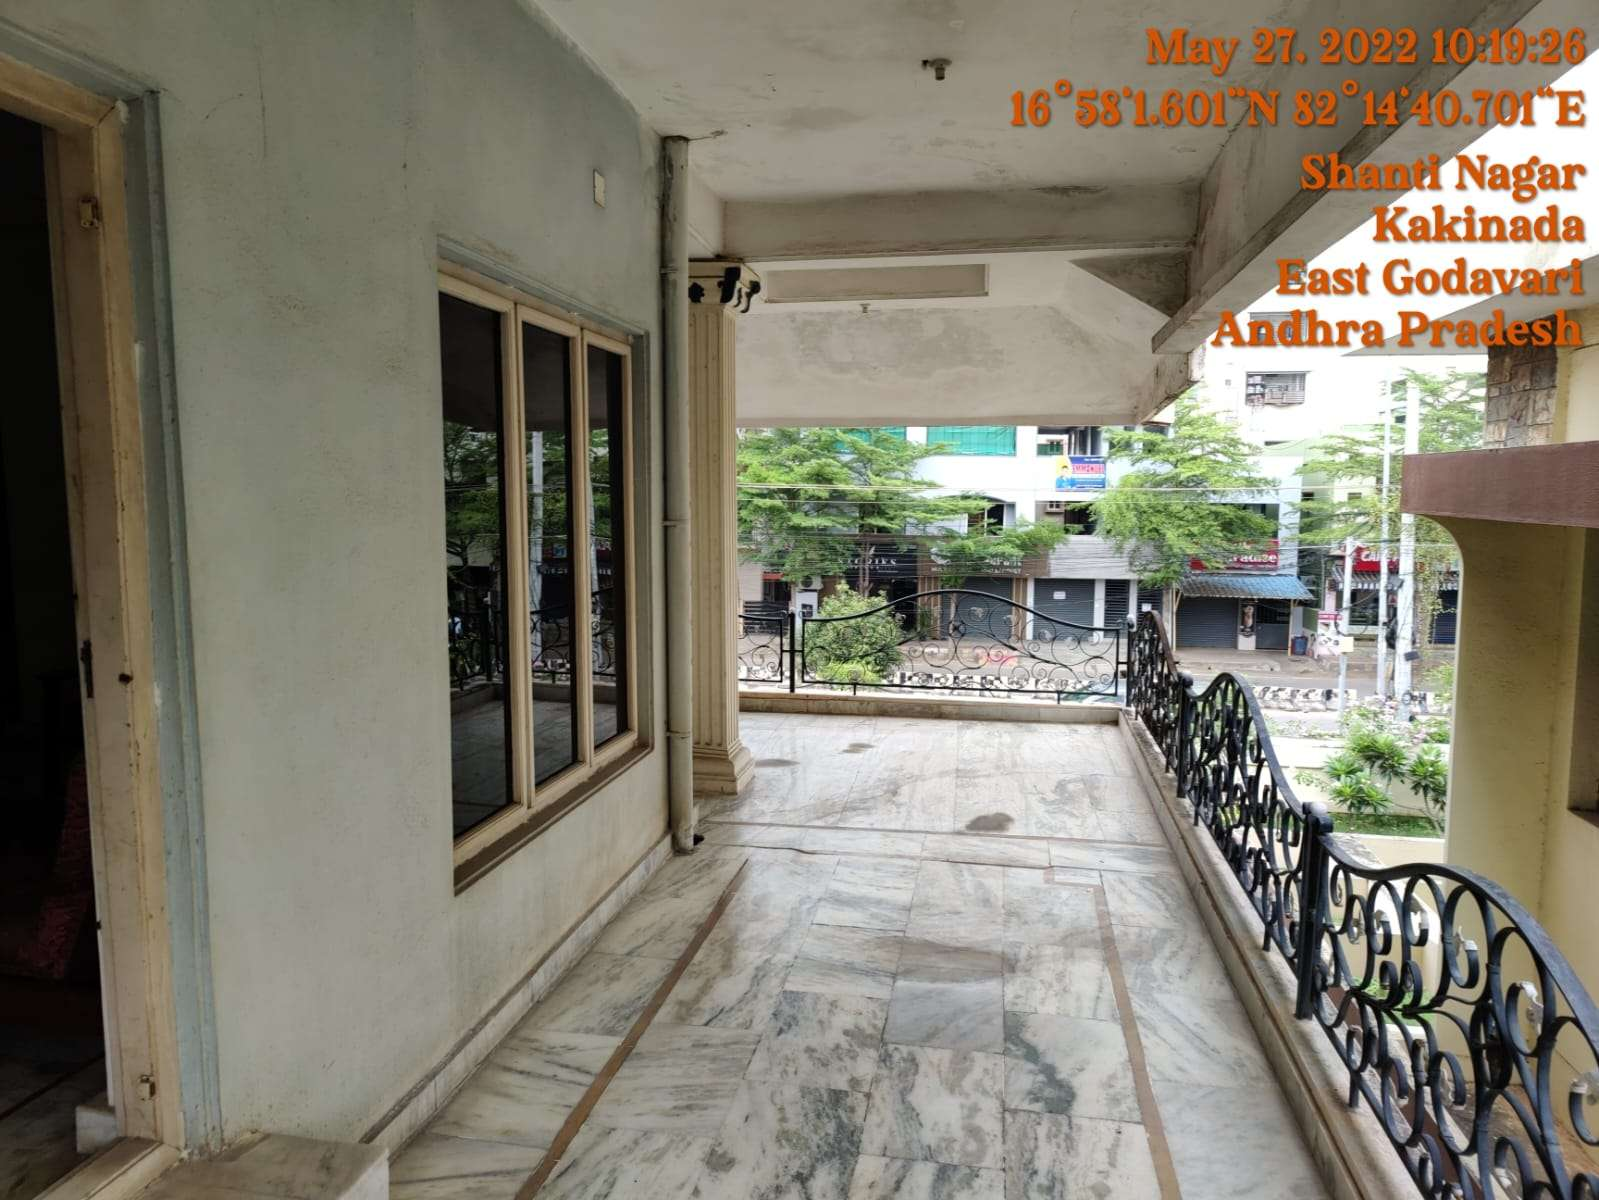 May 27, 2022 10:19:26
16°58'1.601"N 82°14'40.701"E
Shanti Nagar
Kakinada
East Godavari
Andhra Pradesh